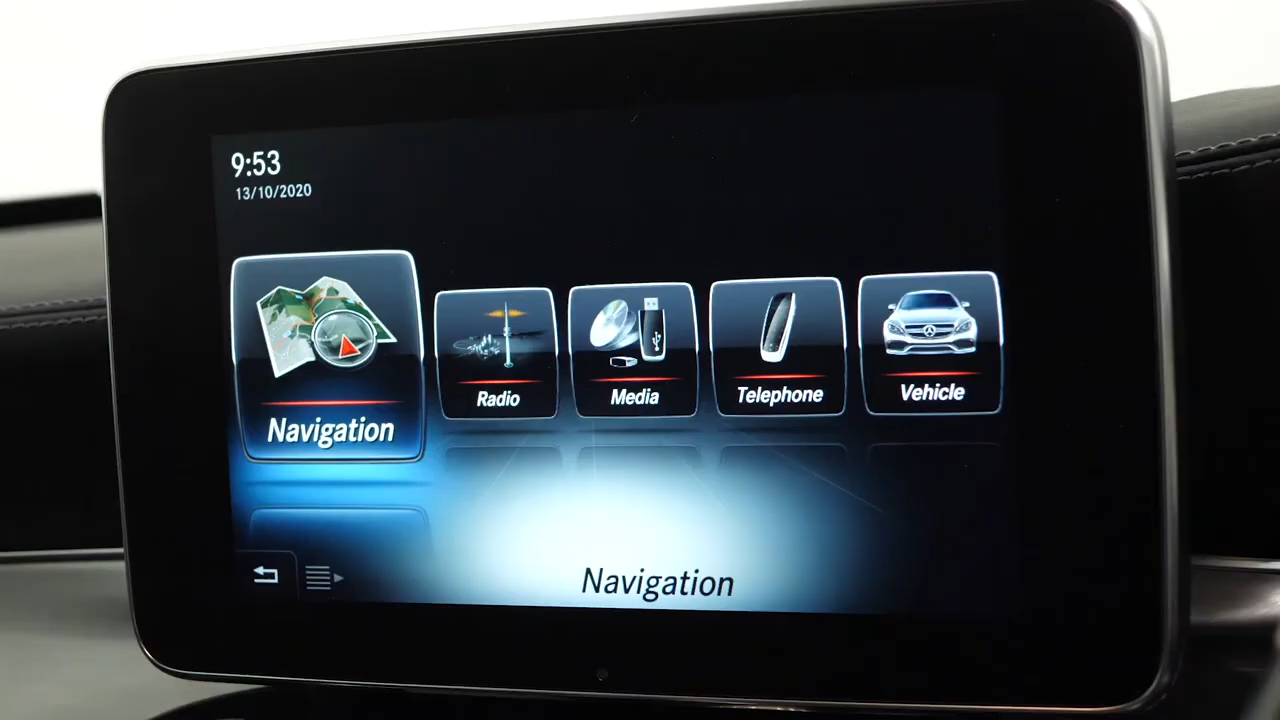 9:53
13/10/2020
Navigation
Radio
Media
Telephone
Vehicle
Navigation